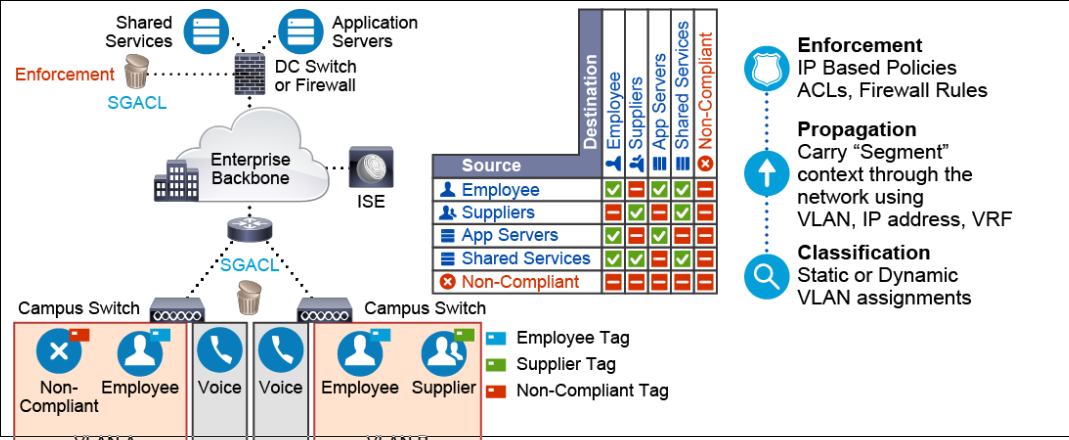 Shared
Services
Application
Servers
Enforcement
SGACL
DC Switch
or Firewall
Enterprise
Backbone
ISE
SGACL
Campus Switch
Campus Switch
Non-
Compliant
Employee
Voice
Voice
Employee
Supplier
Employee Tag
Supplier Tag
Non-Compliant Tag
Destination
Employee
Suppliers
App Servers
Shared Services
Non-Compliant
Source
Employee
Suppliers
App Servers
Shared Services
Non-Compliant
Enforcement
IP Based Policies
ACLs, Firewall Rules
Propagation
Carry “Segment”
context through the
network using
VLAN, IP address, VRF
Classification
Static or Dynamic
VLAN assignments